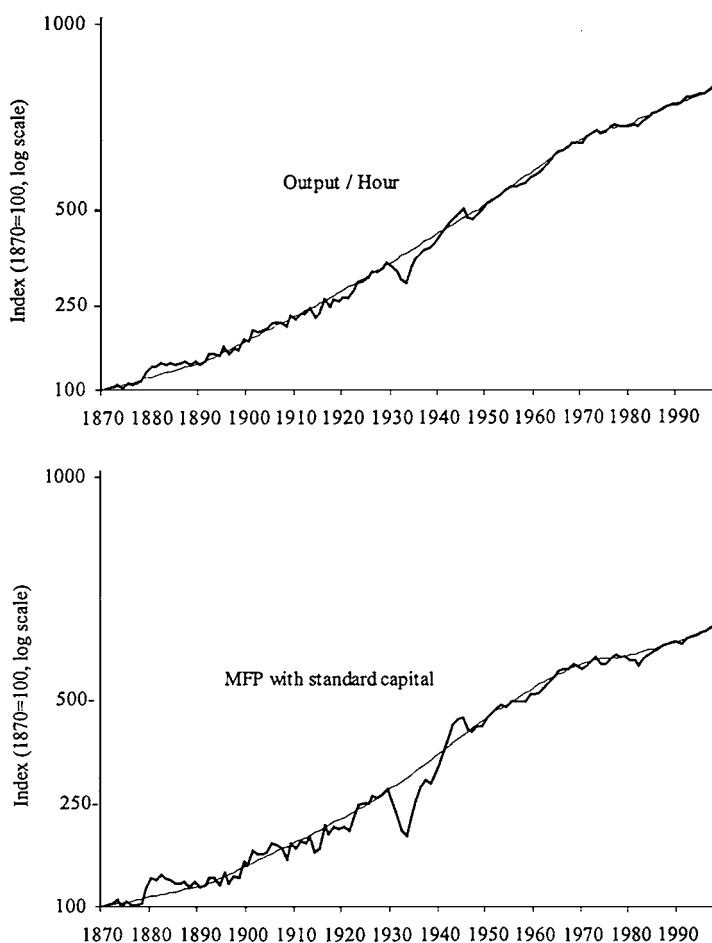 1000
Output / Hour
500
Index (1870=100, log scale)
250
100
1870 1880 1890 1900 1910 1920 1930 1940 1950 1960 1970 1980 1990
1000
MFP with standard capital
500-
Index (1870=100, log scale)
250-
100
1870 1880 1890 1900 1910 1920 1930 1940 1950 1960 1970 1980 1990